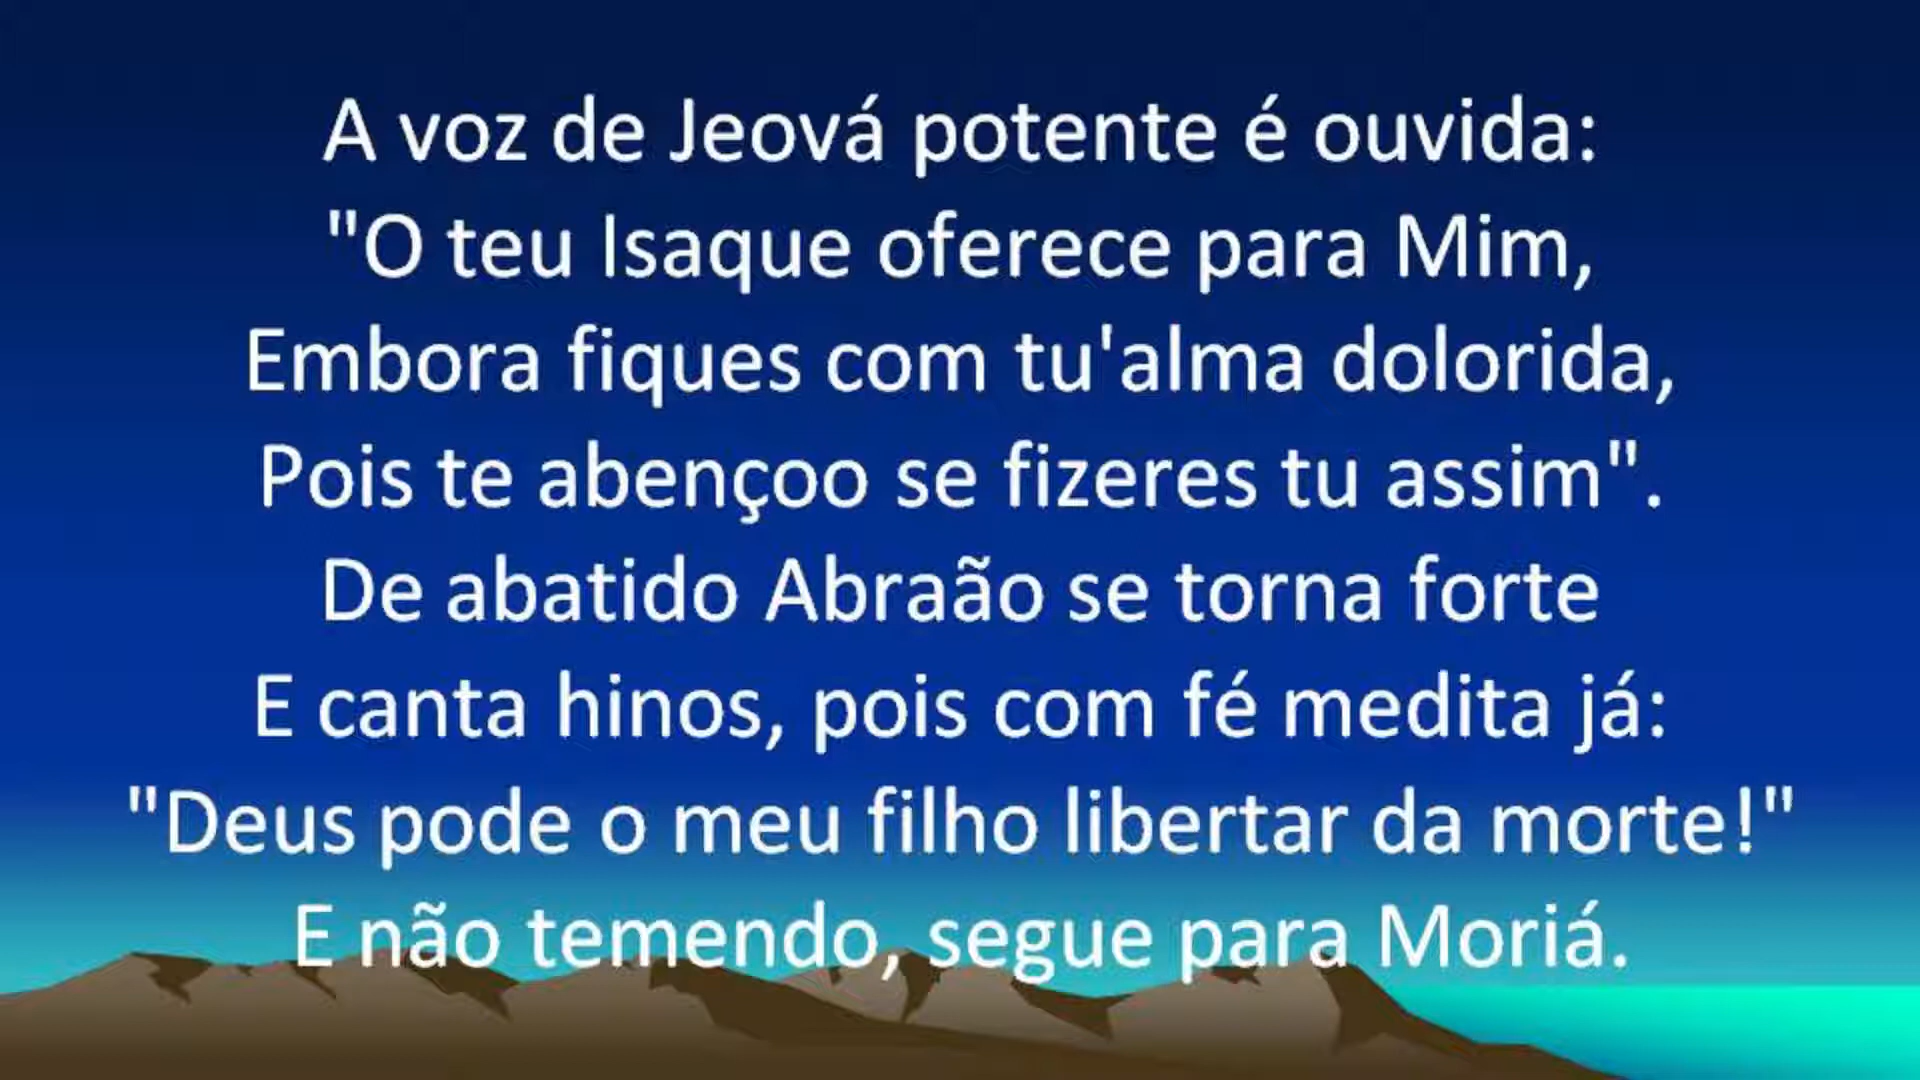 A voz de Jeová potente é ouvida:
"O teu Isaque oferece para Mim,
Embora fiques com tu'alma dolorida,
Pois te abençoo se fizeres tu assim".
De abatido Abraão se torna forte
E canta hinos, pois com fé medita já:
"Deus pode o meu filho libertar da morte!"
E não temendo, segue para Moriá.